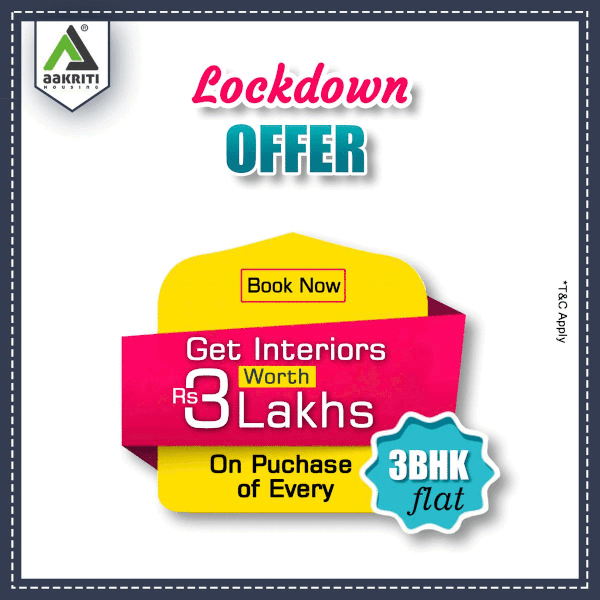 aaKRITI
HOUSING
®
Lockdown
OFFER
Book Now
Get Interiors
Worth
Rs 3 Lakhs
On Puchase
of Every
3BHK
flat
*T&C Apply